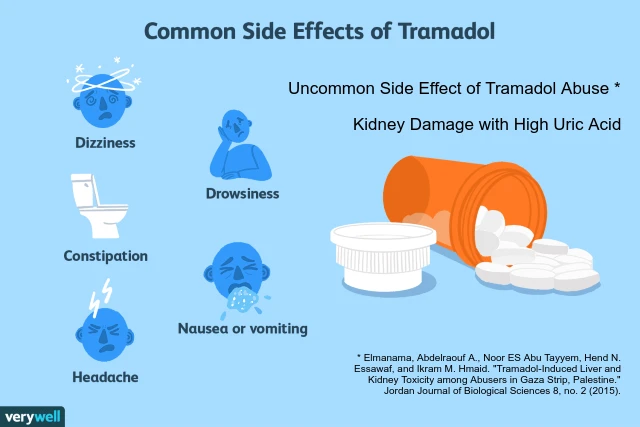 Common Side Effects of Tramadol
Uncommon Side Effect of Tramadol Abuse *
Kidney Damage with High Uric Acid
Dizziness
Drowsiness
Constipation
Nausea or vomiting
Headache
* Elmanama, Abdelraouf A., Noor ES Abu Tayyem, Hend N.
Essawaf, and Ikram M. Hmaid. "Tramadol-Induced Liver and
Kidney Toxicity among Abusers in Gaza Strip, Palestine."
Jordan Journal of Biological Sciences 8, no. 2 (2015).
verywell